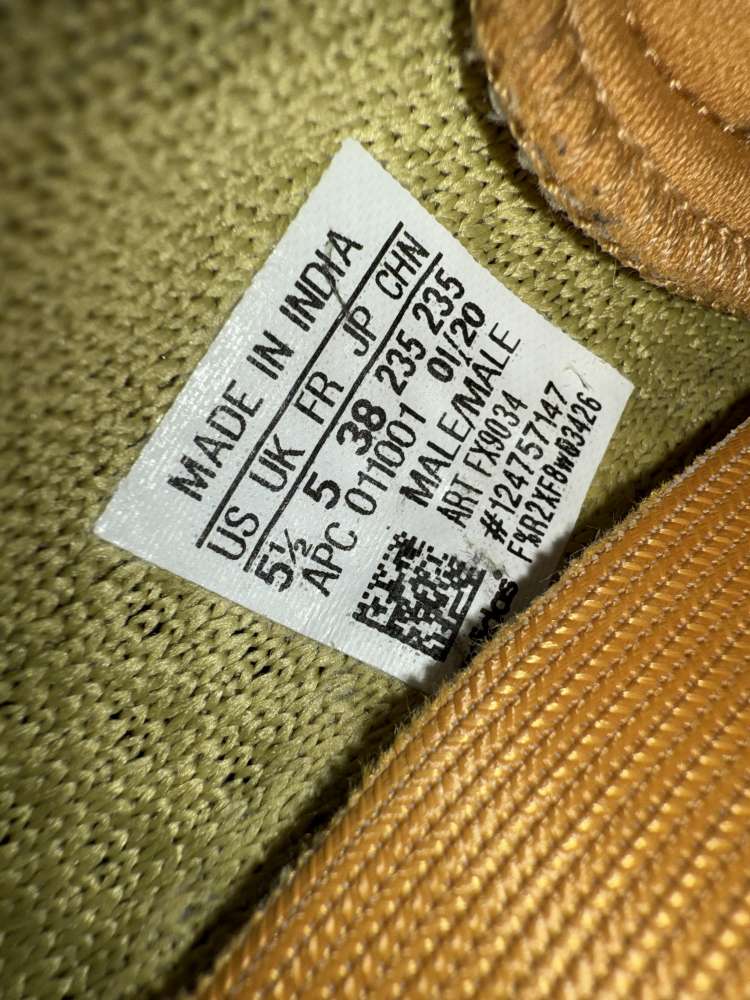 MADE IN INDIA
US UK FR JP CHN
5½ 5 38 235 235
APC 011001 01/20
MALE/MALE
ART FX9034
#124757147